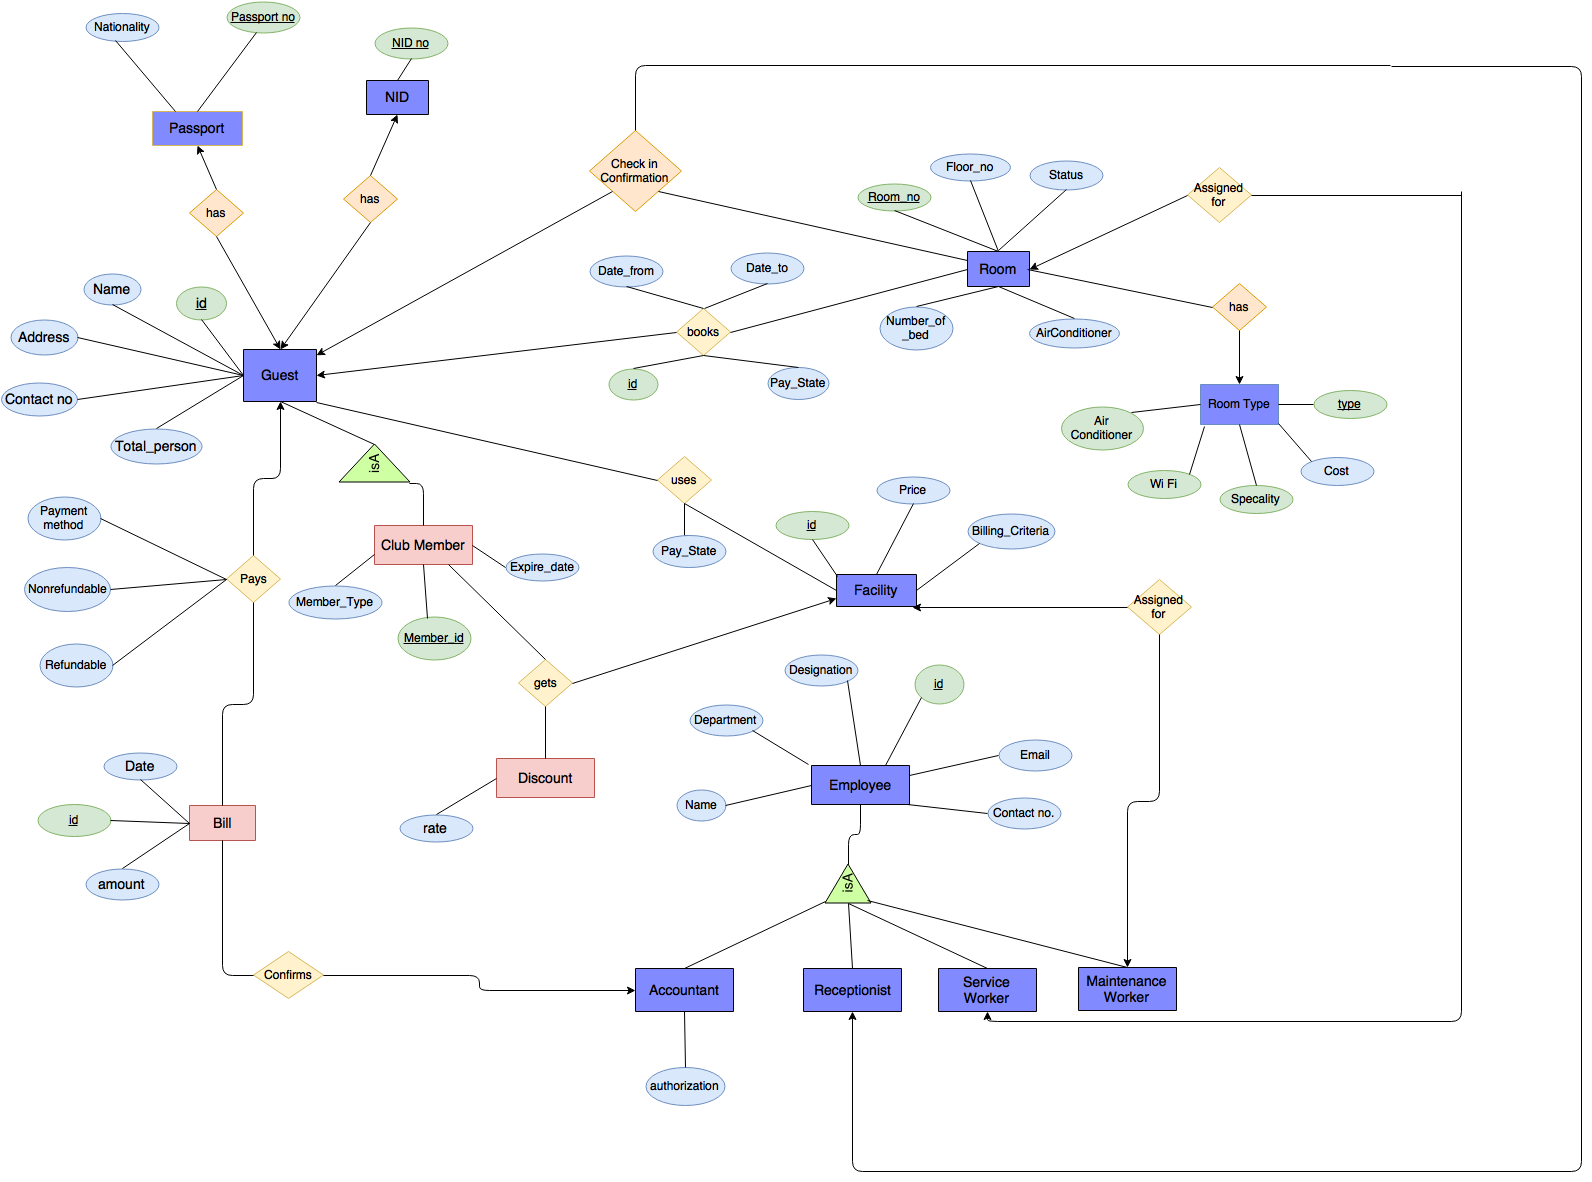 Nationality
Passport no
NID no
NID
Passport
has
has
Check in
Confirmation
Floor_no
Status
Room_no
Assigned
for
Room
Date_from
Date_to
Name
id
Address
books
Number_of
_bed
AirConditioner
has
Guest
Contact no
id
Pay_State
Room Type
type
Air
Conditioner
Total_person
isA
uses
Cost
Wi Fi
Specality
Price
Payment
method
id
Billing_Criteria
Club Member
Pay_State
Expire_date
Pays
Nonrefundable
Member_Type
Facility
Assigned
for
Member_id
Refundable
gets
Designation
id
Department
Email
Date
Discount
Employee
Name
Contact no.
id
Bill
rate
amount
isA
Confirms
Accountant
Receptionist
Service
Worker
Maintenance
Worker
authorization